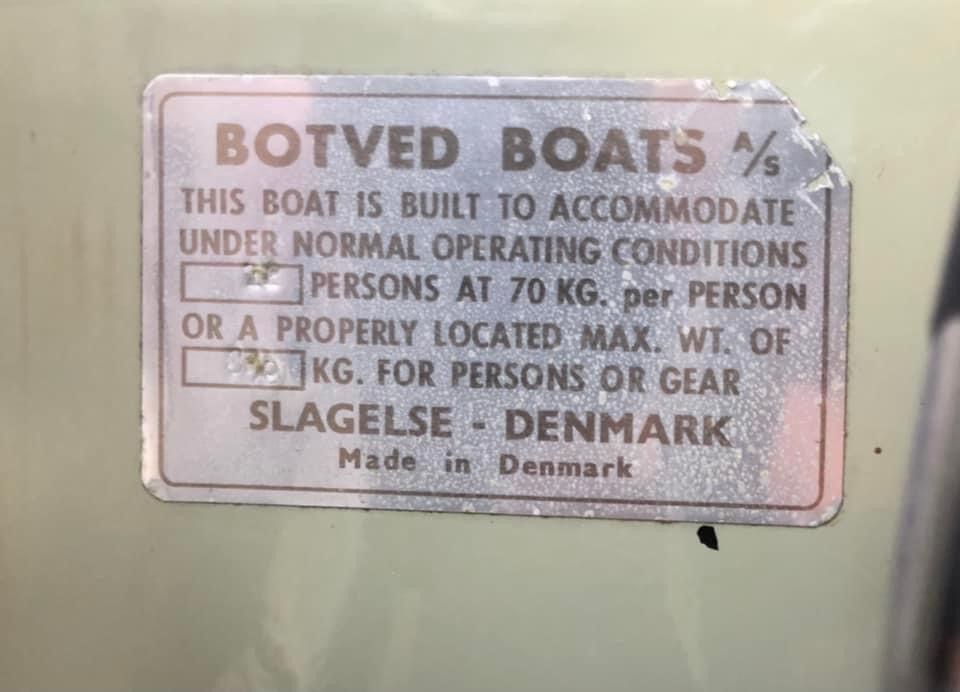 BOTVED BOATS A/S
THIS BOAT IS BUILT TO ACCOMMODATE
UNDER NORMAL OPERATING CONDITIONS
PERSONS AT 70 KG. per PERSON
OR A PROPERLY LOCATED MAX. WT. OF
KG. FOR PERSONS OR GEAR
SLAGELSE - DENMARK
Made in Denmark